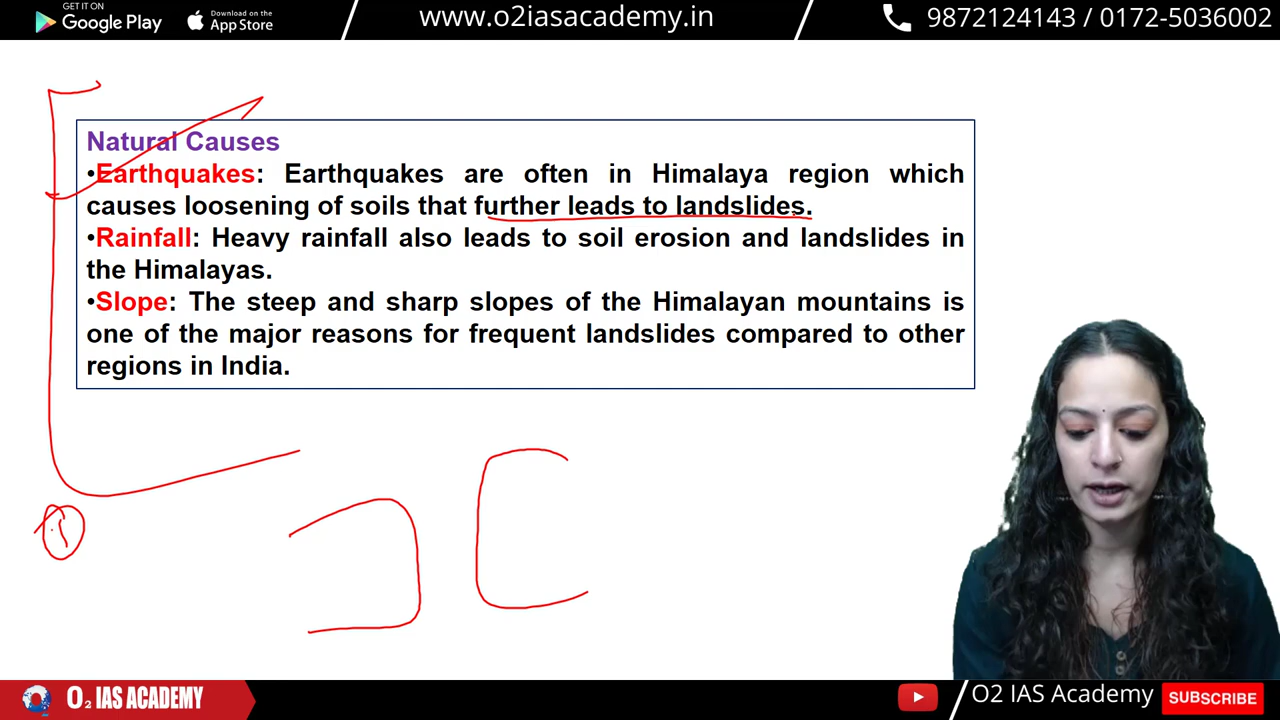 GET IT ON
Google Play
Download on the
App Store
www.o2iasacademy.in
9872124143 / 0172-5036002
Natural Causes
•Earthquakes: Earthquakes are often in Himalaya region which
causes loosening of soils that further leads to landslides.
•Rainfall: Heavy rainfall also leads to soil erosion and landslides in
the Himalayas.
•Slope: The steep and sharp slopes of the Himalayan mountains is
one of the major reasons for frequent landslides compared to other
regions in India.
O2 IAS ACADEMY
O2 IAS Academy
SUBSCRIBE